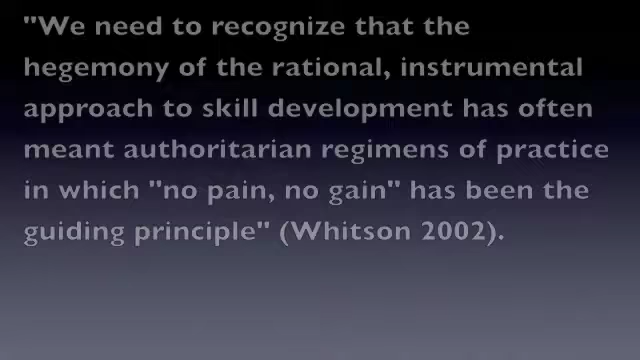 "We need to recognize that the
hegemony of the rational, instrumental
approach to skill development has often
meant authoritarian regimens of practice
in which "no pain, no gain" has been the
guiding principle" (Whitson 2002).